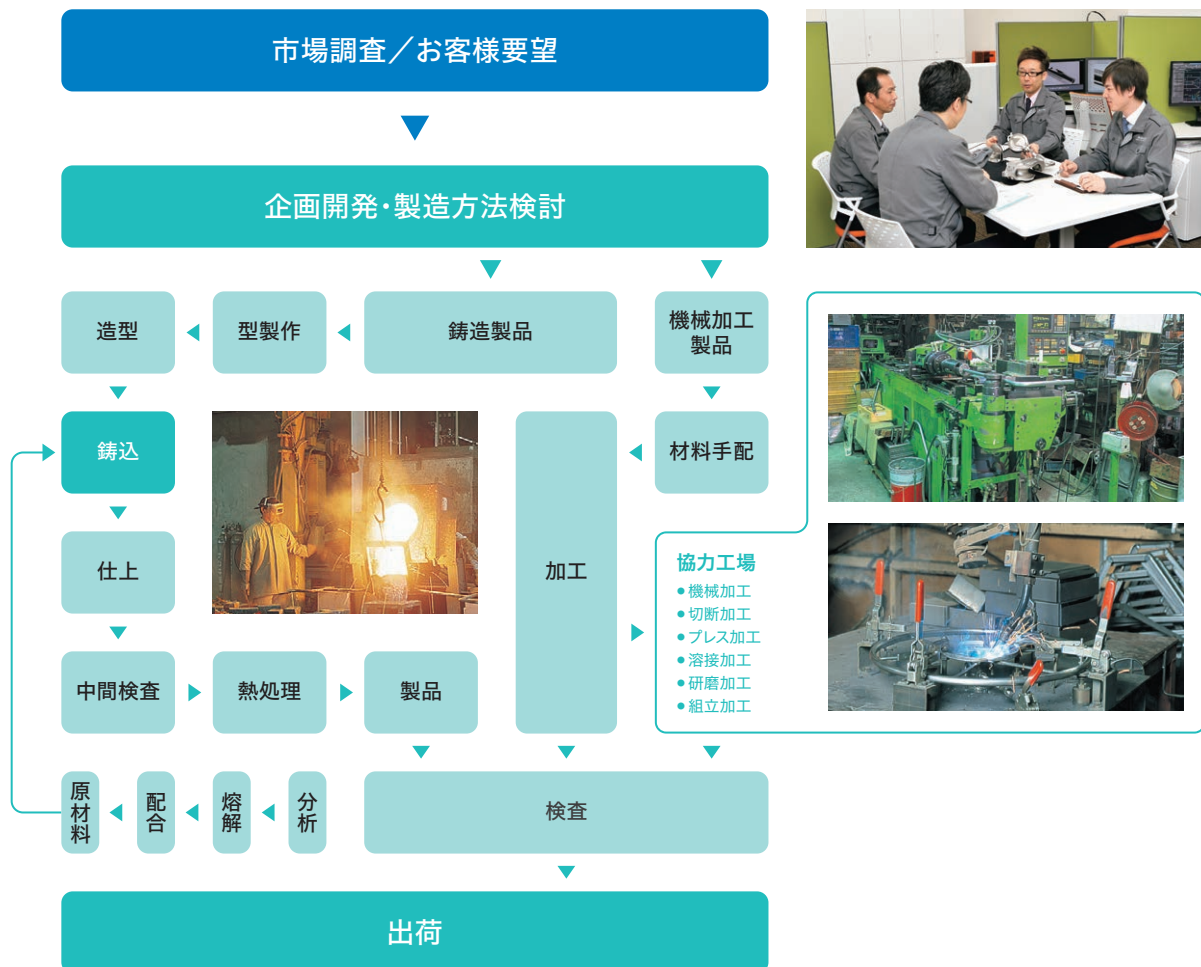 市場調査／お客様要望
企画開発・製造方法検討
造型
型製作
鋳造製品
機械加工
製品
鋳込
材料手配
仕上
加工
協力工場
●機械加工
●切断加工
●プレス加工
●溶接加工
●研磨加工
●組立加工
中間検査
熱処理
製品
原材料
配合
熔解
分析
検査
出荷